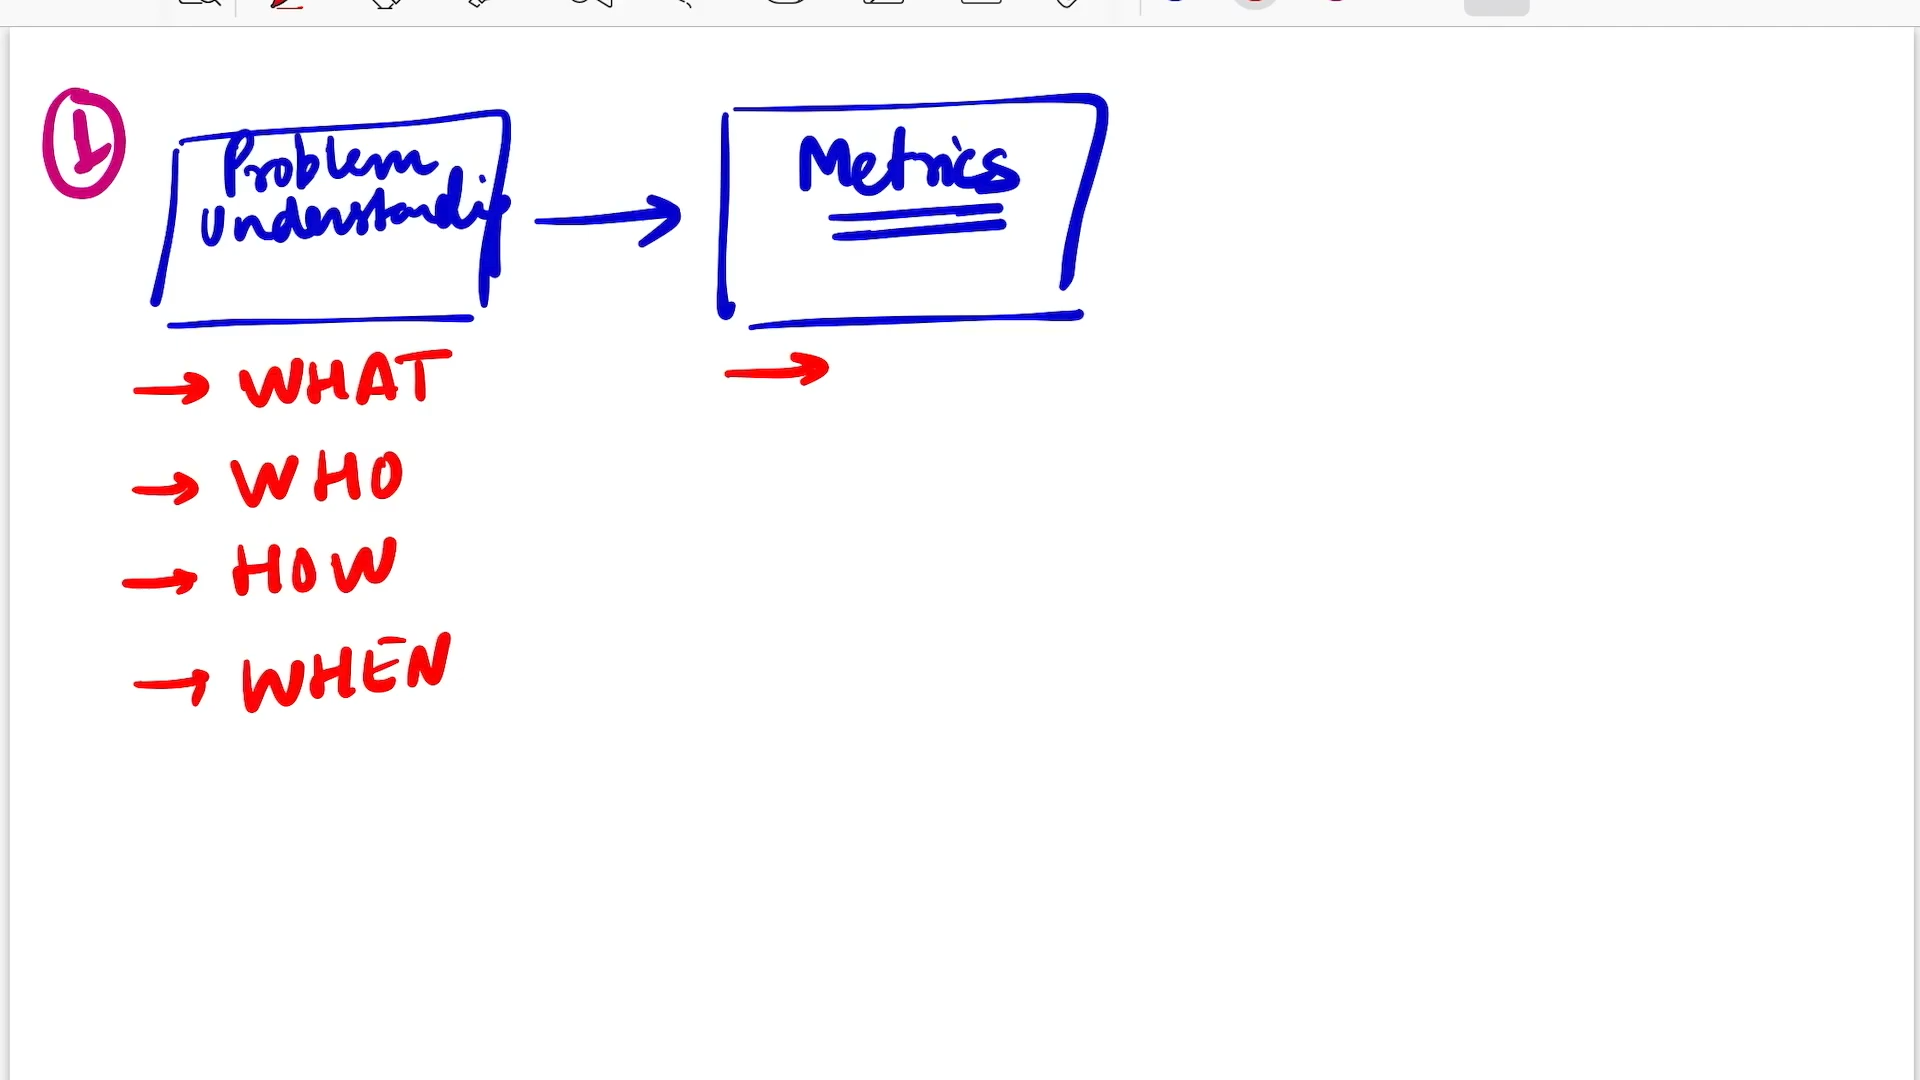 1
Problem
Understandi
Metrics
→ WHAT
→ WHO
→ HOW
→ WHEN